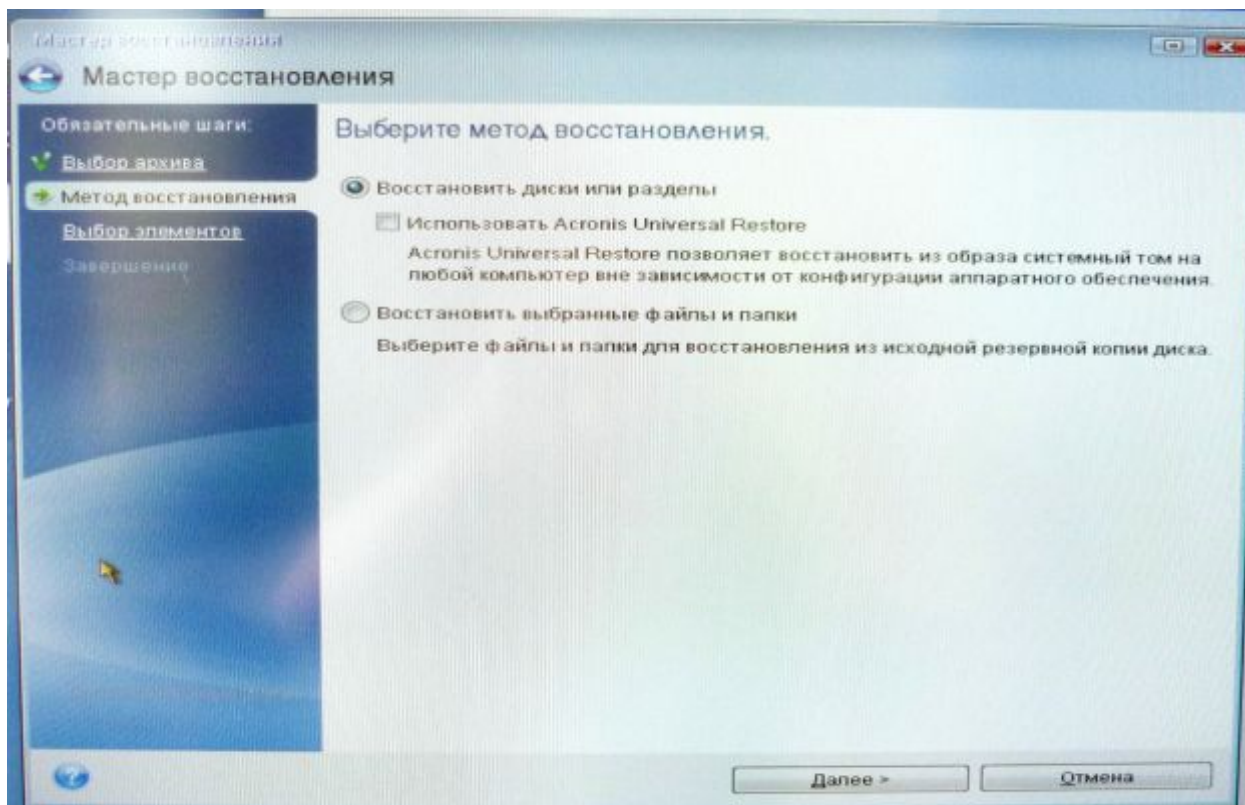 Мастер восстановления
Мастер восстановления
Обязательные шаги:
Выбор архива
Метод восстановления
Выбор элементов
Завершение
Выберите метод восстановления.
Восстановить диски или разделы
Использовать Acronis Universal Restore
Acronis Universal Restore позволяет восстановить из образа системный том на
любой компьютер вне зависимости от конфигурации аппаратного обеспечения.
Восстановить выбранные файлы и папки
Выберите файлы и папки для восстановления из исходной резервной копии диска.
Далее >
Отмена